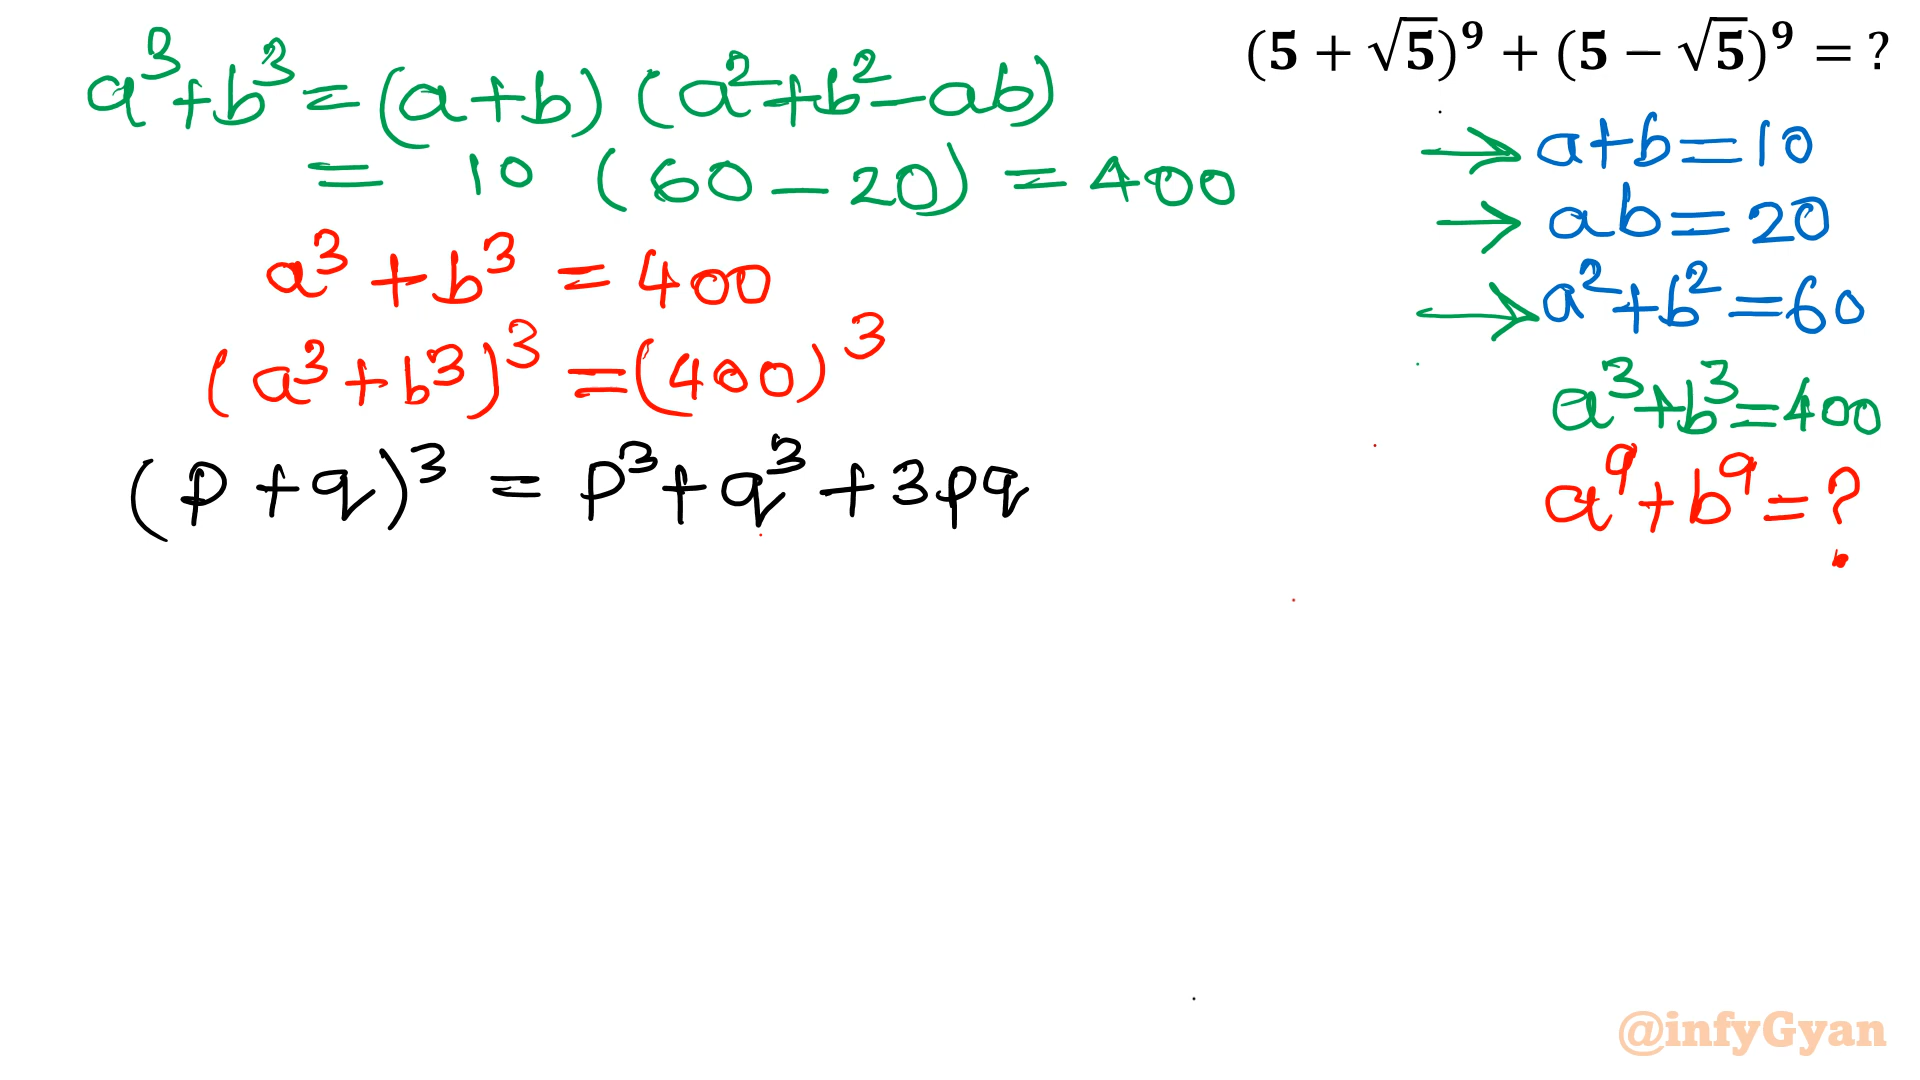 (5 + √5)⁹ + (5 − √5)⁹ = ?
a³+b³ = (a+b) (a²+b²−ab)
= 10 (60 − 20) = 400
a³ + b³ = 400
(a³ + b³)³ = (400)³
(p + q)³ = p³ + q³ + 3pq
→ a+b = 10
→ ab = 20
→ a²+b² = 60
a³+b³ = 400
a⁹ + b⁹ = ?
@infyGyan